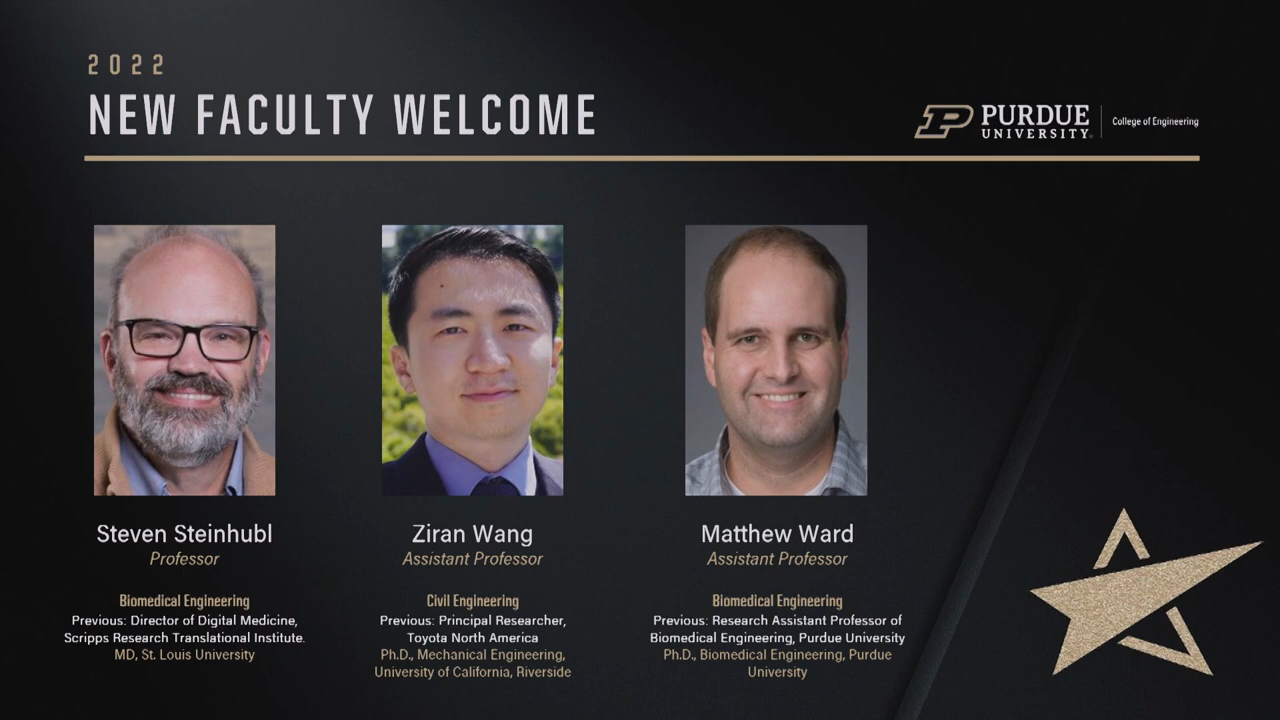 2022
NEW FACULTY WELCOME
P PURDUE
UNIVERSITY®
College of Engineering
Steven Steinhubl
Professor
Biomedical Engineering
Previous: Director of Digital Medicine,
Scripps Research Translational Institute.
MD, St. Louis University
Ziran Wang
Assistant Professor
Civil Engineering
Previous: Principal Researcher,
Toyota North America
Ph.D., Mechanical Engineering,
University of California, Riverside
Matthew Ward
Assistant Professor
Biomedical Engineering
Previous: Research Assistant Professor of
Biomedical Engineering, Purdue University
Ph.D., Biomedical Engineering, Purdue
University